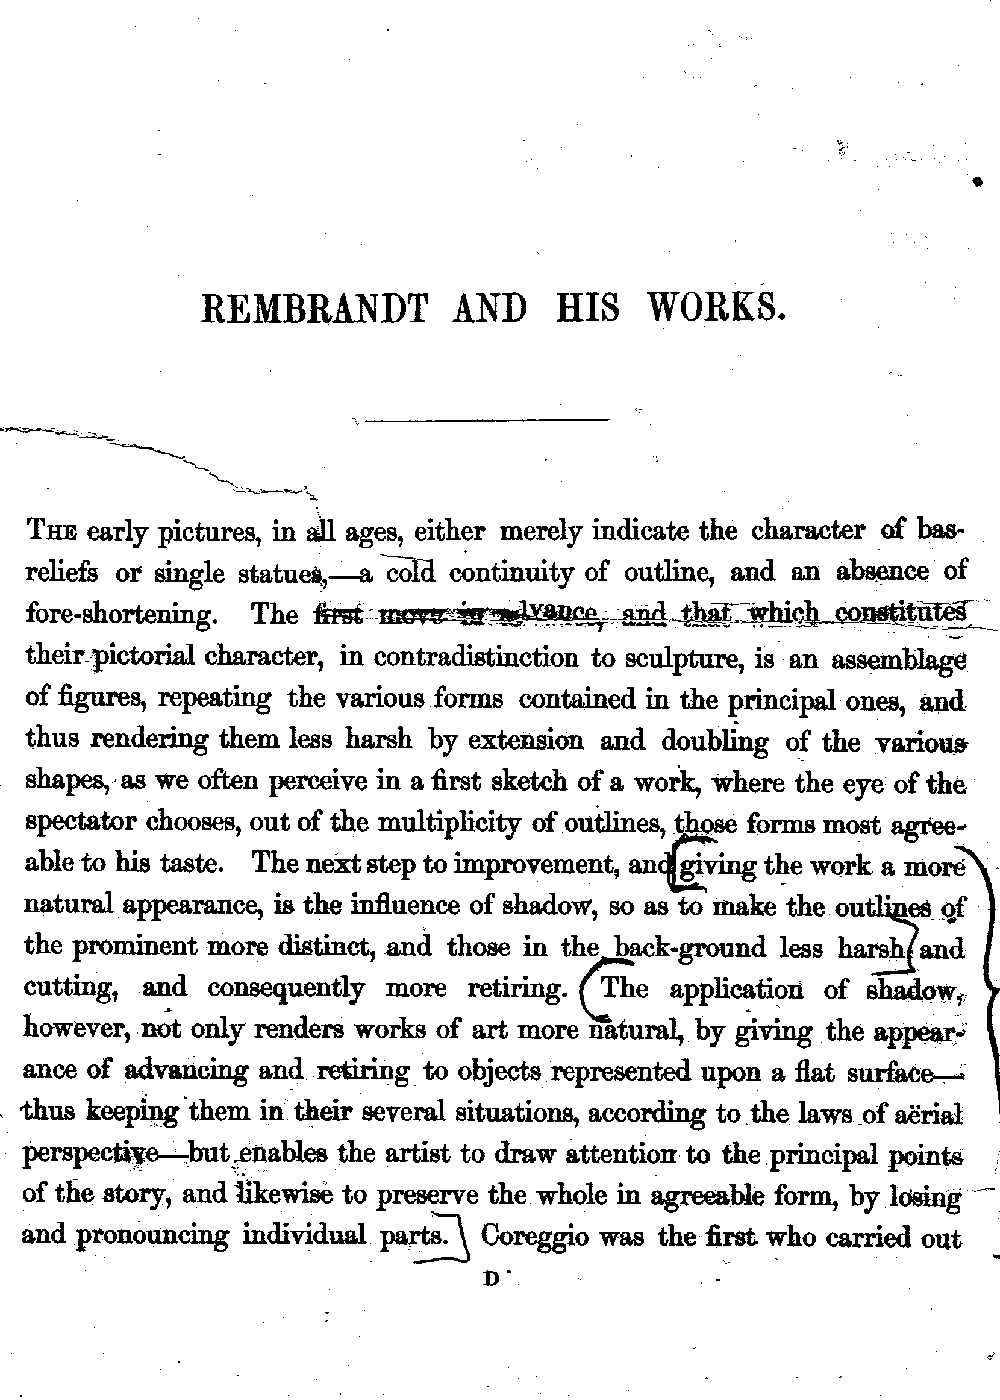 REMBRANDT AND HIS WORKS.
THE early pictures, in all ages, either merely indicate the character of bas-
reliefs or single statues,—a cold continuity of outline, and an absence of
fore-shortening. The first move in advance, and that which constitutes
their pictorial character, in contradistinction to sculpture, is an assemblage
of figures, repeating the various forms contained in the principal ones, and
thus rendering them less harsh by extension and doubling of the various
shapes, as we often perceive in a first sketch of a work, where the eye of the
spectator chooses, out of the multiplicity of outlines, those forms most agree-
able to his taste. The next step to improvement, and giving the work a more
natural appearance, is the influence of shadow, so as to make the outlines of
the prominent more distinct, and those in the back-ground less harsh and
cutting, and consequently more retiring. The application of shadow,
however, not only renders works of art more natural, by giving the appear-
ance of advancing and retiring to objects represented upon a flat surface—
thus keeping them in their several situations, according to the laws of aërial
perspective—but enables the artist to draw attention to the principal points
of the story, and likewise to preserve the whole in agreeable form, by losing
and pronouncing individual parts. Coreggio was the first who carried out
D